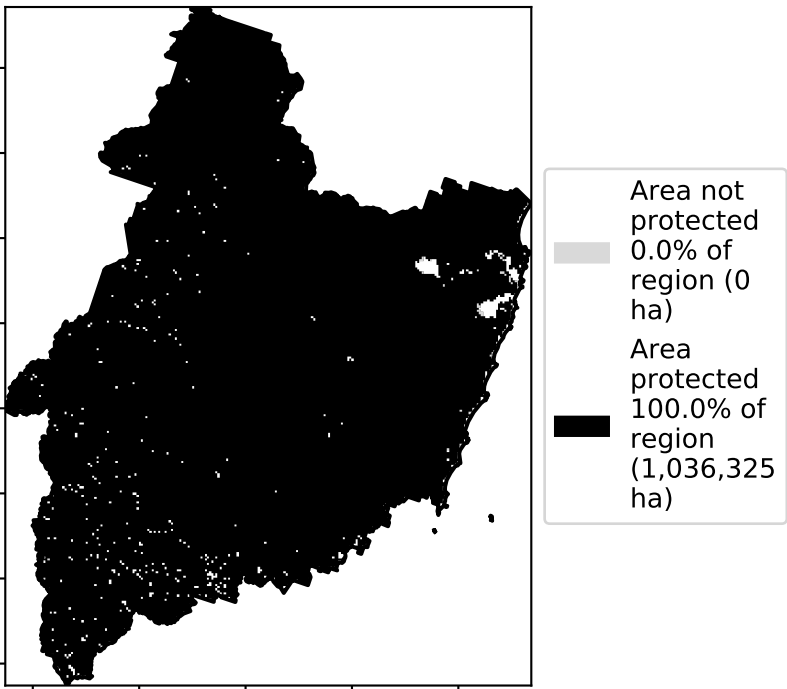 Area not
protected
0.0% of
region (0
ha)
Area
protected
100.0% of
region
(1,036,325
ha)